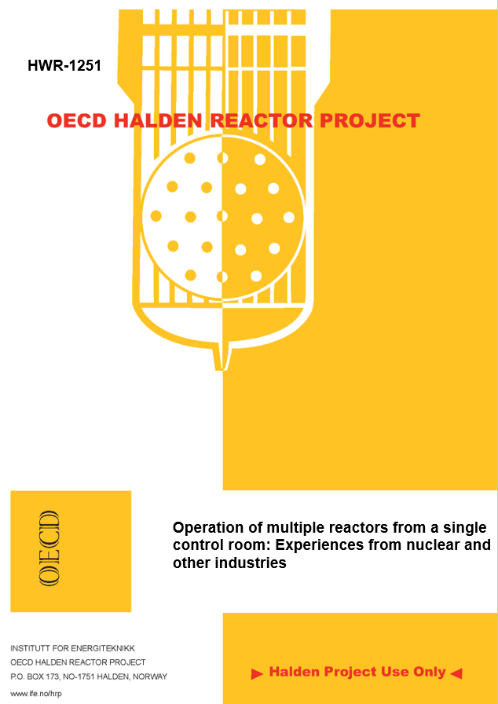 HWR-1251
OECD HALDEN REACTOR PROJECT
OECD
Operation of multiple reactors from a single
control room: Experiences from nuclear and
other industries
INSTITUTT FOR ENERGITEKNIKK
OECD HALDEN REACTOR PROJECT
P.O. BOX 173, NO-1751 HALDEN, NORWAY
www.ife.no/hrp
Halden Project Use Only